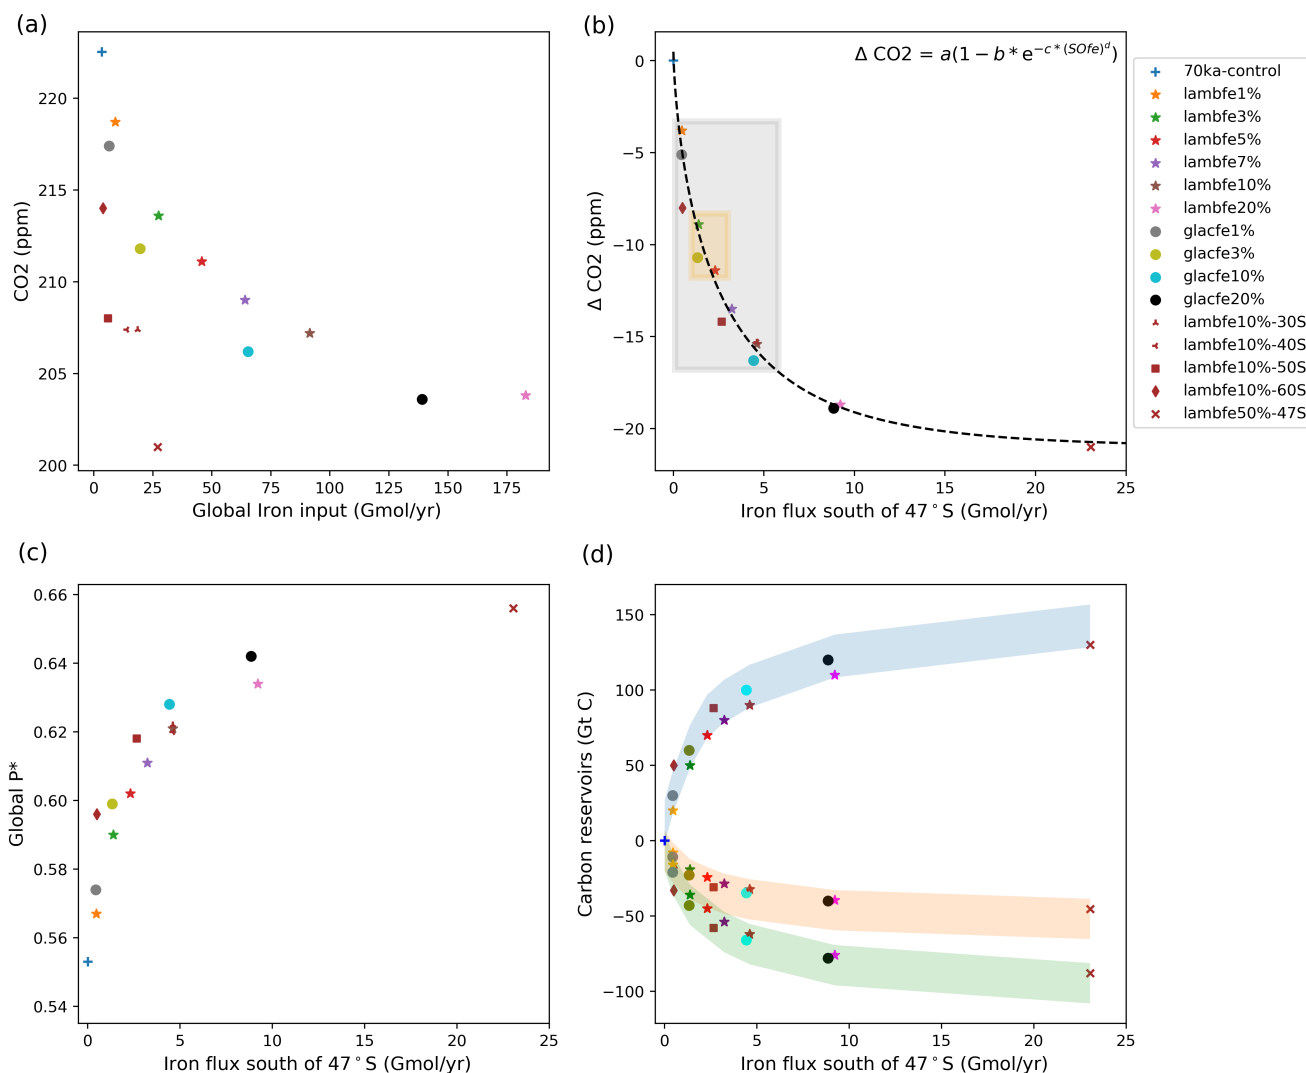 (a)
220
215
210
205
200
CO2 (ppm)
0 25 50 75 100 125 150 175
Global Iron input (Gmol/yr)
(b)
Δ CO2 = a(1 − b * e^{−c * (SOfe)^d})
0
−5
−10
−15
−20
Δ CO2 (ppm)
0 5 10 15 20 25
Iron flux south of 47°S (Gmol/yr)
70ka-control
lambfe1%
lambfe3%
lambfe5%
lambfe7%
lambfe10%
lambfe20%
glacfe1%
glacfe3%
glacfe10%
glacfe20%
lambfe10%-30S
lambfe10%-40S
lambfe10%-50S
lambfe10%-60S
lambfe50%-47S
(c)
0.66
0.64
0.62
0.60
0.58
0.56
0.54
Global P*
0 5 10 15 20 25
Iron flux south of 47°S (Gmol/yr)
(d)
150
100
50
0
−50
−100
Carbon reservoirs (Gt C)
0 5 10 15 20 25
Iron flux south of 47°S (Gmol/yr)